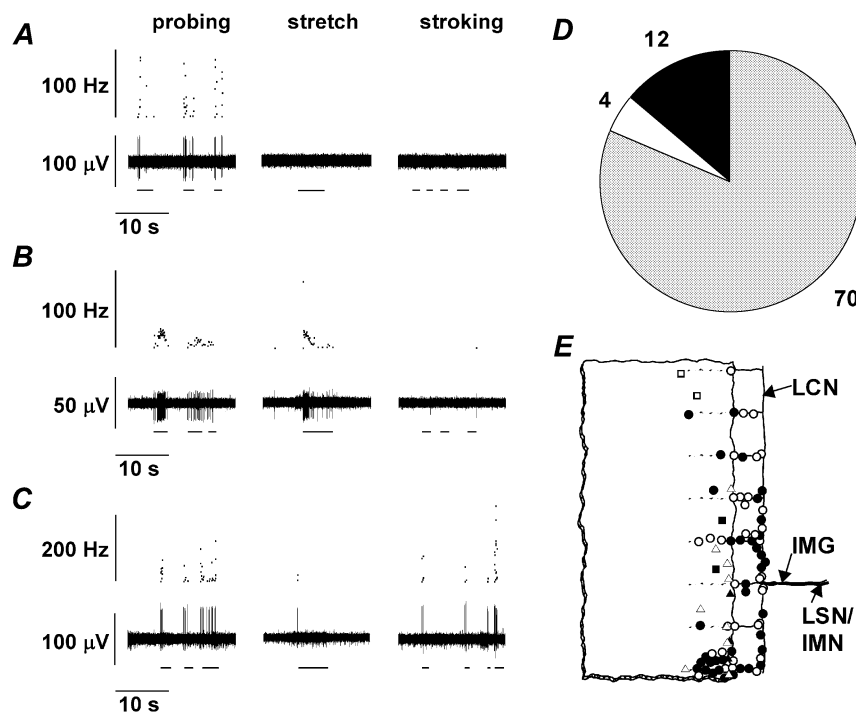 A
probing stretch stroking
100 Hz
100 µV
10 s
B
100 Hz
50 µV
10 s
C
200 Hz
100 µV
10 s
D
12
4
70
E
LCN
IMG
LSN/
IMN